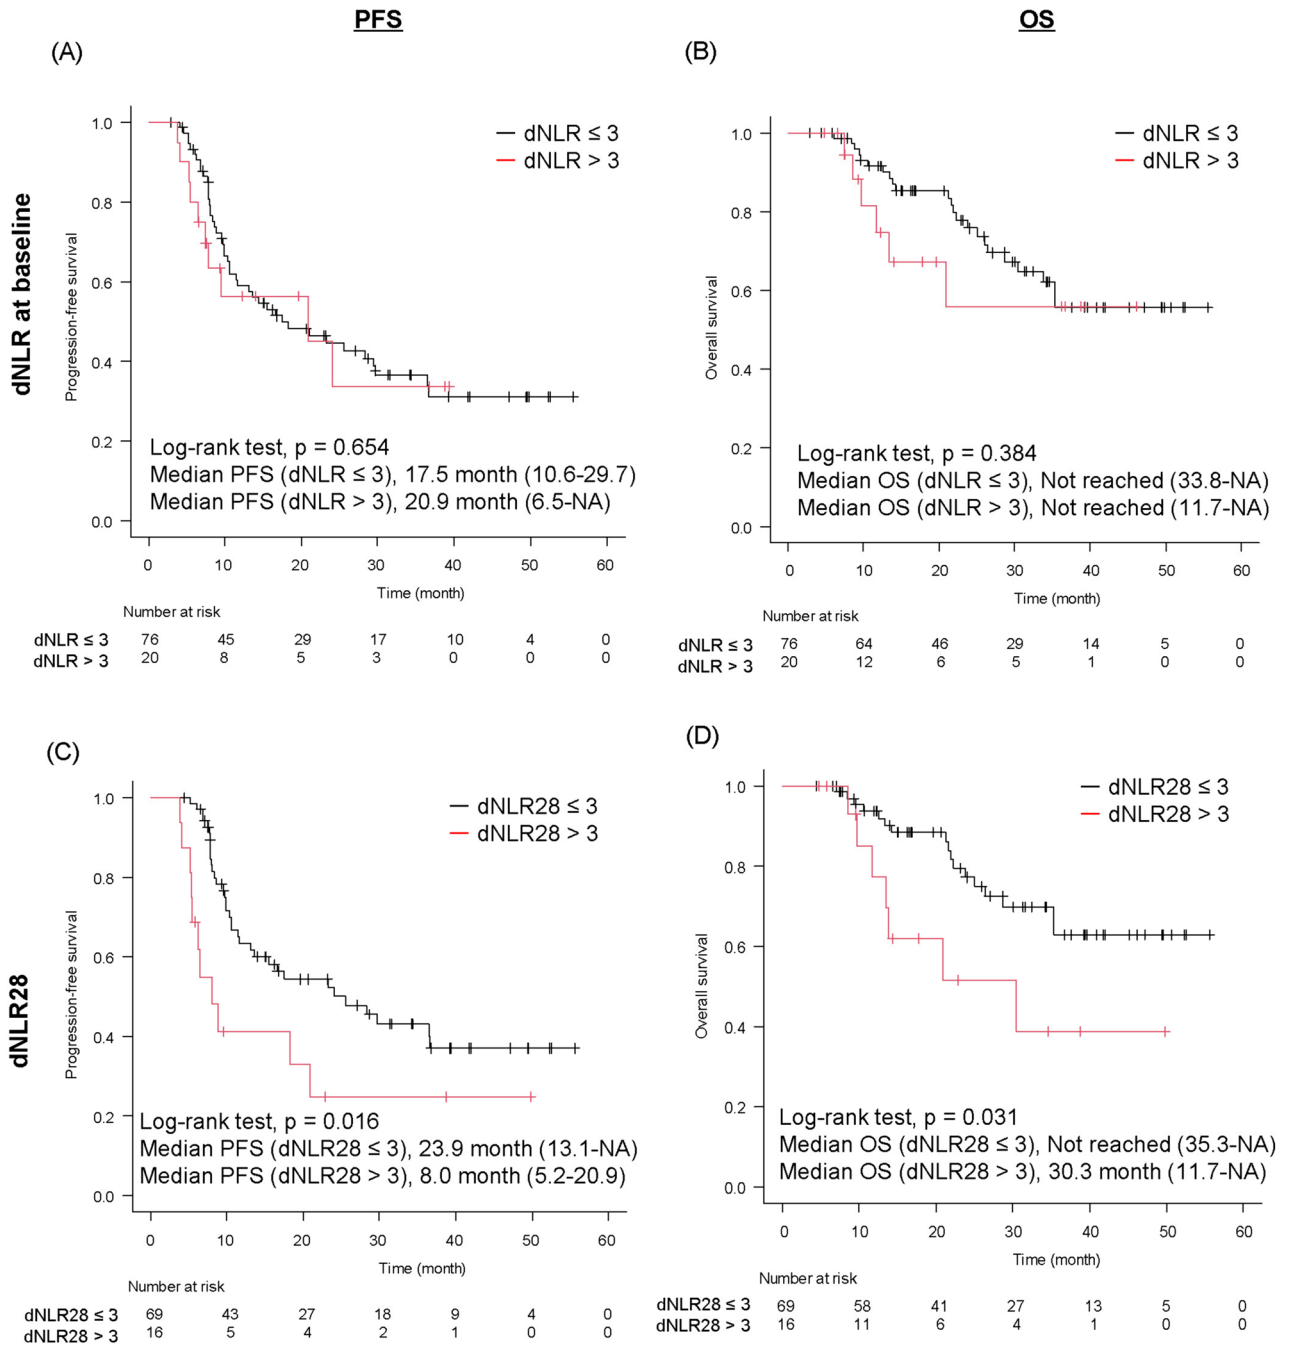 PFS
OS
(A)
dNLR at baseline
Progression-free survival
1.0
0.8
0.6
0.4
0.2
0.0
dNLR ≤ 3
dNLR > 3
Log-rank test, p = 0.654
Median PFS (dNLR ≤ 3), 17.5 month (10.6-29.7)
Median PFS (dNLR > 3), 20.9 month (6.5-NA)
0 10 20 30 40 50 60
Time (month)
Number at risk
dNLR ≤ 3 76 45 29 17 10 4 0
dNLR > 3 20 8 5 3 0 0 0
(B)
Overall survival
1.0
0.8
0.6
0.4
0.2
0.0
dNLR ≤ 3
dNLR > 3
Log-rank test, p = 0.384
Median OS (dNLR ≤ 3), Not reached (33.8-NA)
Median OS (dNLR > 3), Not reached (11.7-NA)
0 10 20 30 40 50 60
Time (month)
Number at risk
dNLR ≤ 3 76 64 46 29 14 5 0
dNLR > 3 20 12 6 5 1 0 0
(C)
dNLR28
Progression-free survival
1.0
0.8
0.6
0.4
0.2
0.0
dNLR28 ≤ 3
dNLR28 > 3
Log-rank test, p = 0.016
Median PFS (dNLR28 ≤ 3), 23.9 month (13.1-NA)
Median PFS (dNLR28 > 3), 8.0 month (5.2-20.9)
0 10 20 30 40 50 60
Time (month)
Number at risk
dNLR28 ≤ 3 69 43 27 18 9 4 0
dNLR28 > 3 16 5 4 2 1 0 0
(D)
Overall survival
1.0
0.8
0.6
0.4
0.2
0.0
dNLR28 ≤ 3
dNLR28 > 3
Log-rank test, p = 0.031
Median OS (dNLR28 ≤ 3), Not reached (35.3-NA)
Median OS (dNLR28 > 3), 30.3 month (11.7-NA)
0 10 20 30 40 50 60
Time (month)
Number at risk
dNLR28 ≤ 3 69 58 41 27 13 5 0
dNLR28 > 3 16 11 6 4 1 0 0